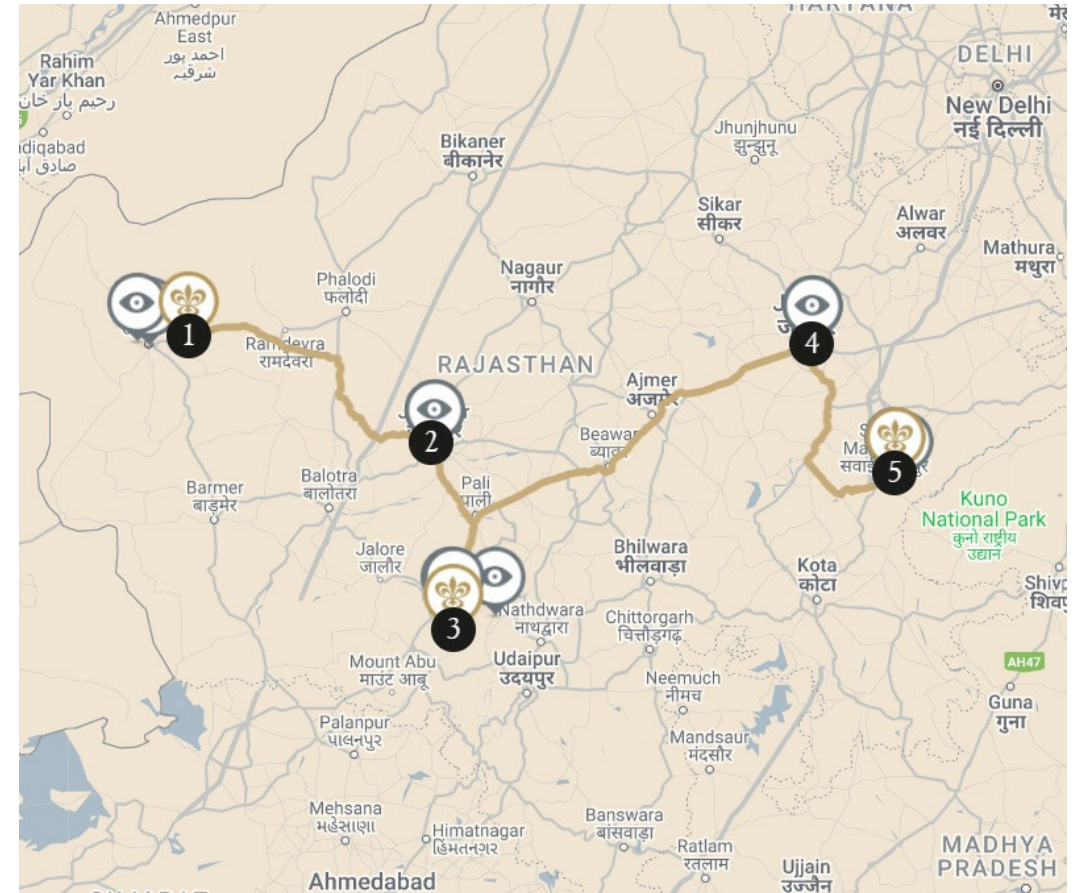 HARYANA
Ahmedpur
East
احمد پور
شرقیہ
Rahim
Yar Khan
رحیم یار خان
DELHI
New Delhi
नई दिल्ली
Bikaner
बीकानेर
Jhunjhunu
झुन्झुनू
Sikar
सीकर
Alwar
अलवर
Mathura
मथुरा
Phalodi
फलोदी
Nagaur
नागौर
1
Ramdevra
रामदेवरा
RAJASTHAN
4
Ajmer
अजमेर
2
Beawar
ब्यावर
5
Balotra
बालोतरा
Pali
पाली
Barmer
बाड़मेर
Kuno
National Park
कुनो राष्ट्रीय
उद्यान
Jalore
जालौर
Bhilwara
भीलवाड़ा
Kota
कोटा
3
Nathdwara
नाथद्वारा
Chittorgarh
चित्तौड़गढ़
Mount Abu
माउंट आबू
Udaipur
उदयपुर
Neemuch
नीमच
AH47
Guna
गुना
Palanpur
પાલનપુર
Mandsaur
मंदसौर
Mehsana
મહેસાણા
Himatnagar
હિંમતનગર
Banswara
बांसवाड़ा
Ratlam
रतलाम
MADHYA
PRADESH
Ujjain
उज्जैन
Ahmedabad